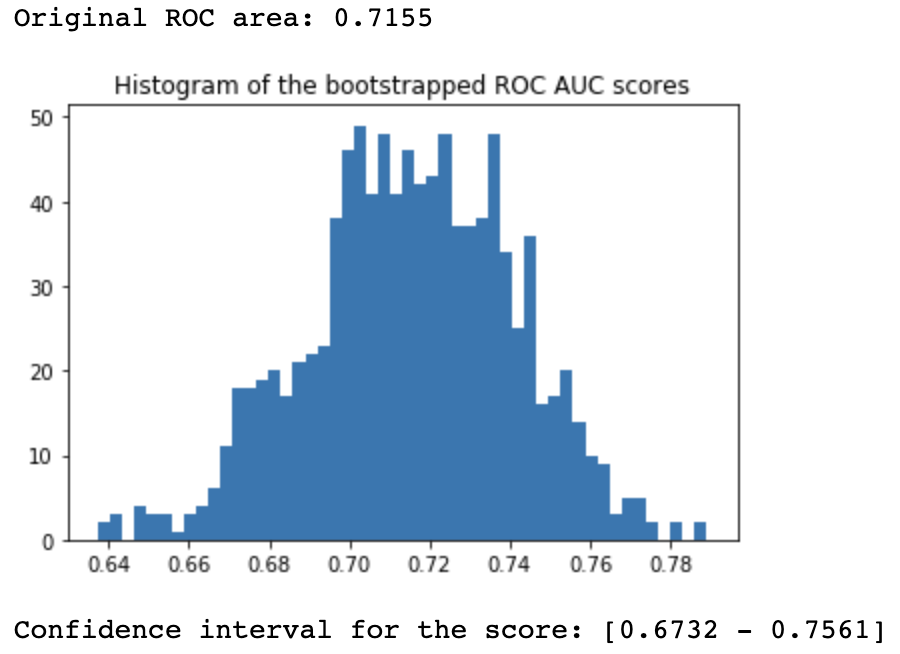 Original ROC area: 0.7155
Histogram of the bootstrapped ROC AUC scores
50
40
30
20
10
0
0.64 0.66 0.68 0.70 0.72 0.74 0.76 0.78
Confidence interval for the score: [0.6732 - 0.7561]